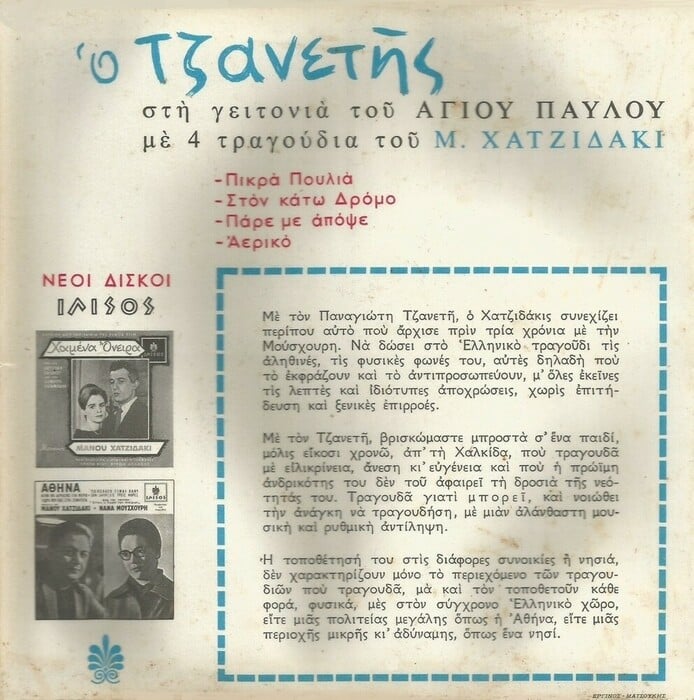 ὁ Τζανετῆς
στὴ γειτονιὰ τοῦ ΑΓΙΟΥ ΠΑΥΛΟΥ
μὲ 4 τραγούδια τοῦ Μ. ΧΑΤΖΙΔΑΚΙ
-Πικρὰ Πουλιὰ
-Στὸν κάτω Δρόμο
-Πάρε με ἀπόψε
-Ἀερικὸ
ΝΕΟΙ ΔΙΣΚΟΙ
ΙΛΙSOS
Χαμένα Ὄνειρα
ΜΑΝΟΥ ΧΑΤΖΙΔΑΚΙ
ΑΘΗΝΑ
ΜΑΝΟΥ ΧΑΤΖΙΔΑΚΙ - ΝΑΝΑ ΜΟΥΣΧΟΥΡΗ
Μὲ τὸν Παναγιώτη Τζανετῆ, ὁ Χατζιδάκις συνεχίζει
περίπου αὐτὸ ποὺ ἄρχισε πρὶν τρία χρόνια μὲ τὴν
Μούσχουρη. Νὰ δώσει στὸ Ἑλληνικὸ τραγοῦδι τὶς
ἀληθινές, τὶς φυσικὲς φωνές του, αὐτὲς δηλαδὴ ποὺ
τὸ ἐκφράζουν καὶ τὸ ἀντιπροσωπεύουν, μ' ὅλες ἐκεῖνες
τὶς λεπτὲς καὶ ἰδιότυπες ἀποχρώσεις, χωρὶς ἐπιτή-
δευση καὶ ξενικὲς ἐπιρροές.
Μὲ τὸν Τζανετῆ, βρισκόμαστε μπροστὰ σ' ἕνα παιδί,
μόλις εἴκοσι χρονῶ, ἀπ' τὴ Χαλκίδα, ποὺ τραγουδᾶ
μὲ εἰλικρίνεια, ἄνεση κι' εὐγένεια καὶ ποὺ ἡ πρώϊμη
ἀνδρικότης του δὲν τοῦ ἀφαιρεῖ τὴ δροσιὰ τῆς νεό-
τητάς του. Τραγουδᾶ γιατὶ μπορεῖ, καὶ νοιώθει
τὴν ἀνάγκη νὰ τραγουδήση, μὲ μιὰν ἀλάνθαστη μου-
σικὴ καὶ ρυθμικὴ ἀντίληψη.
Ἡ τοποθέτησή του στὶς διάφορες συνοικίες ἢ νησιά,
δὲν χαρακτηρίζουν μόνο τὸ περιεχόμενο τῶν τραγου-
διῶν ποὺ τραγουδᾶ, μὰ καὶ τὸν τοποθετοῦν κάθε
φορά, φυσικά, μὲς στὸν σύγχρονο Ἑλληνικὸ χῶρο,
εἴτε μιᾶς πολιτείας μεγάλης ὅπως ἡ Ἀθήνα, εἴτε μιᾶς
περιοχῆς μικρῆς κι' ἀδύναμης, ὅπως ἕνα νησί.
ΕΡΓΙΝΟΣ - ΜΑΤΣΟΥΚΗΣ